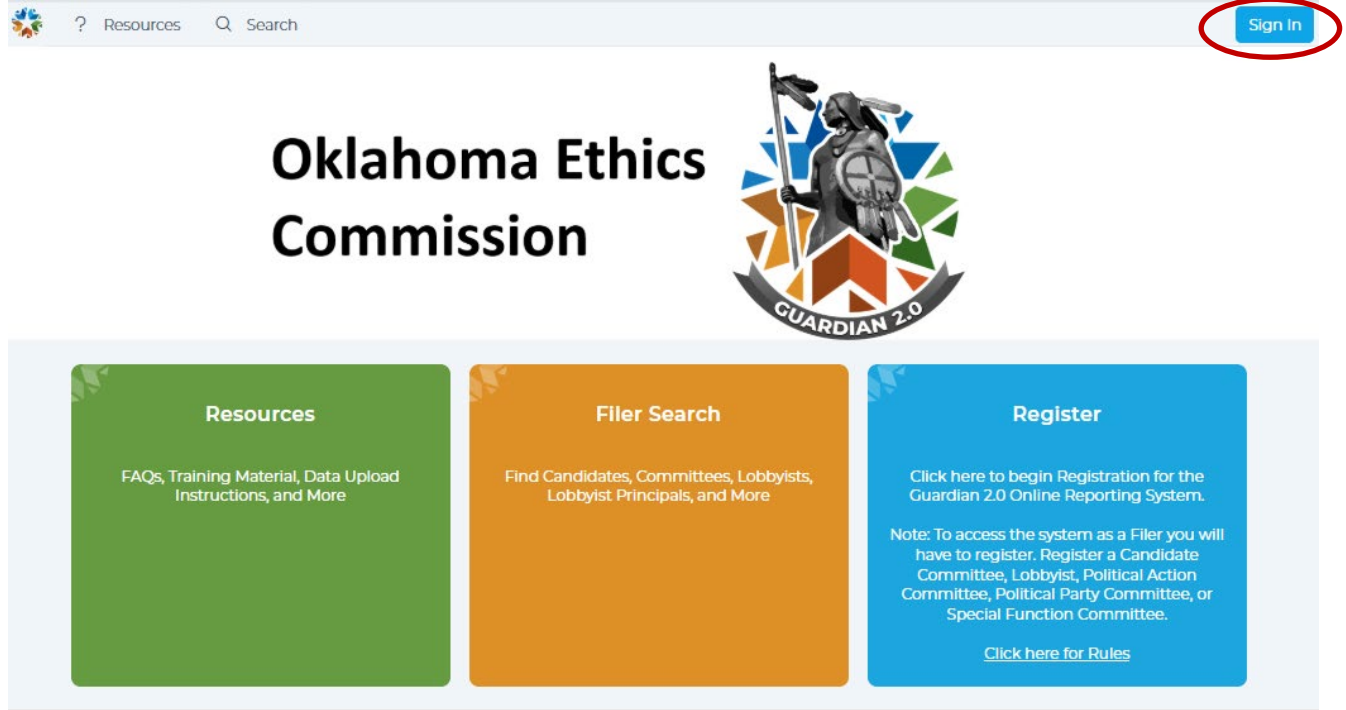 ? Resources Search Sign In
Oklahoma Ethics
Commission
GUARDIAN 2.0
Resources
FAQs, Training Material, Data Upload
Instructions, and More
Filer Search
Find Candidates, Committees, Lobbyists,
Lobbyist Principals, and More
Register
Click here to begin Registration for the
Guardian 2.0 Online Reporting System.
Note: To access the system as a Filer you will
have to register. Register a Candidate
Committee, Lobbyist, Political Action
Committee, Political Party Committee, or
Special Function Committee.
Click here for Rules